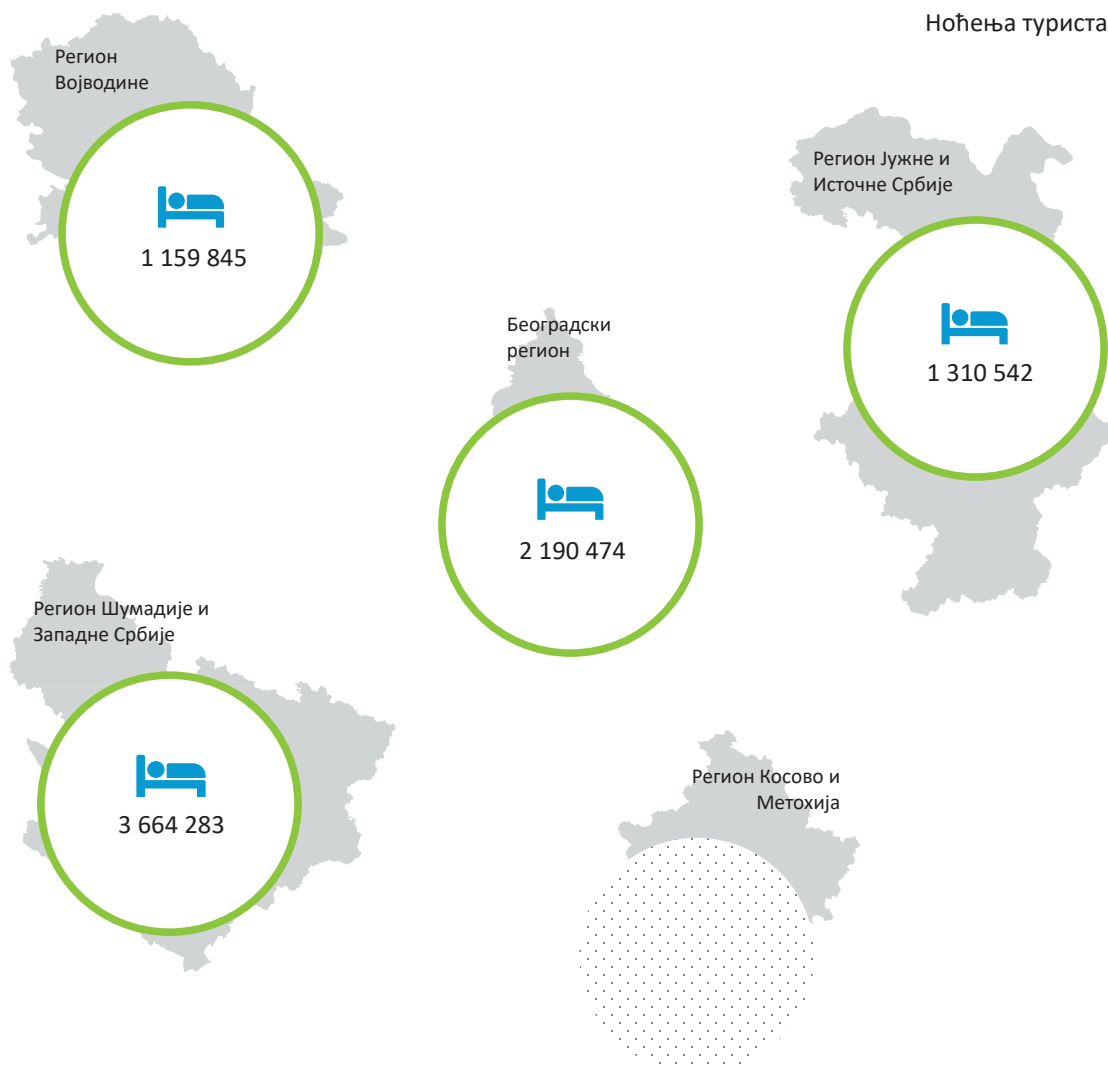 Ноћења туриста
Регион
Војводине
1 159 845
Регион Јужне и
Источне Србије
1 310 542
Београдски
регион
2 190 474
Регион Шумадије и
Западне Србије
3 664 283
Регион Косово и
Метохија